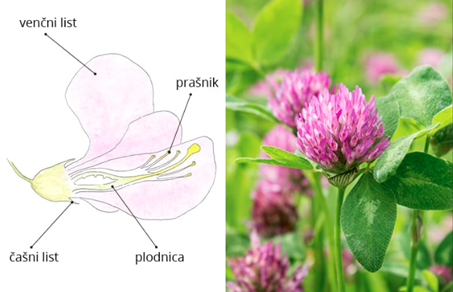 venčni list
prašnik
čašni list
plodnica